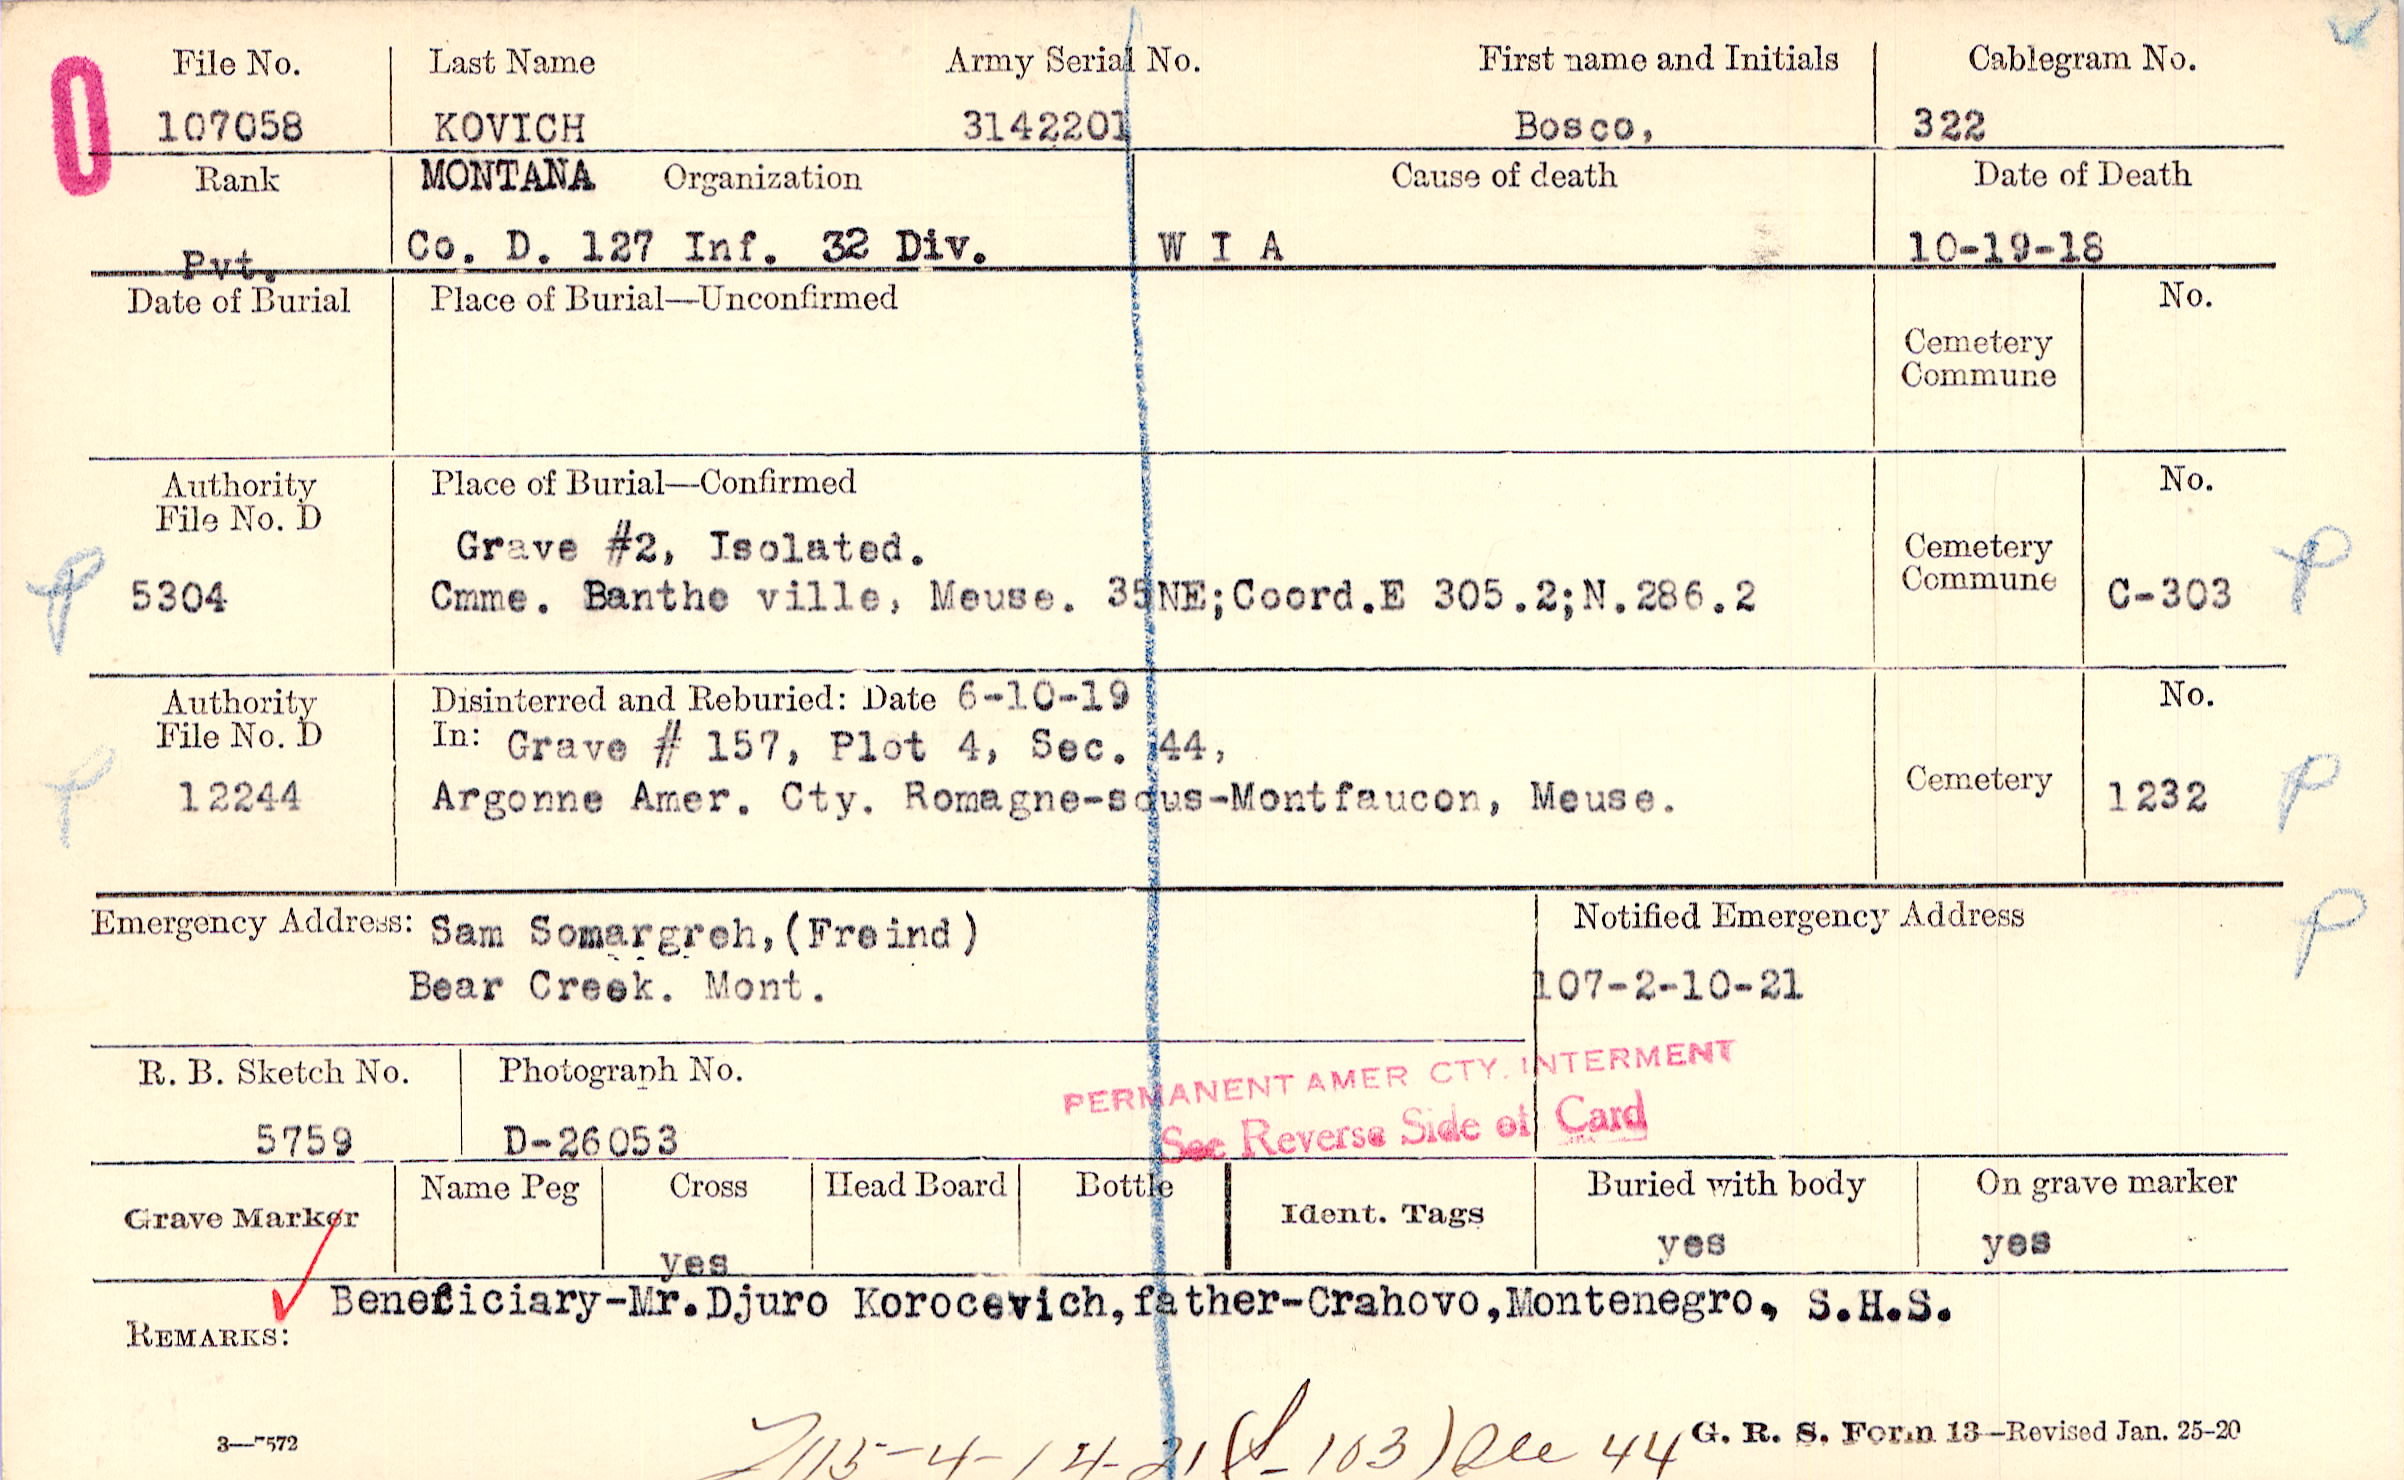 File No. Last Name Army Serial No. First name and Initials Cablegram No.
107058 KOVICH 3142201 Bosco, 322
Rank MONTANA Organization Cause of death Date of Death
Pvt. Co. D. 127 Inf. 32 Div. W I A 10-19-18
Date of Burial Place of Burial—Unconfirmed No.
Cemetery
Commune
Authority Place of Burial—Confirmed No.
File No. D
Grave #2, Isolated. Cemetery
5304 Cmme. Banthe ville, Meuse. 35NE;Coord.E 305.2;N.286.2 Commune C-303
Authority Disinterred and Reburied: Date 6-10-19 No.
File No. D In: Grave # 157, Plot 4, Sec. 44,
12244 Argonne Amer. Cty. Romagne-sous-Montfaucon, Meuse. Cemetery 1232
Emergency Address: Sam Somargreh,(Freind) Notified Emergency Address
Bear Creek. Mont. 107-2-10-21
R. B. Sketch No. Photograph No. PERMANENT AMER CTY. INTERMENT
5759 D-26053 See Reverse Side of Card
Grave Marker Name Peg Cross Head Board Bottle Ident. Tags Buried with body On grave marker
yes yes yes
Beneficiary-Mr.Djuro Korocevich,father-Crahovo,Montenegro, S.H.S.
REMARKS:
-4-14-21 103) 44
3—7572 G. R. S. Form 13—Revised Jan. 25-20